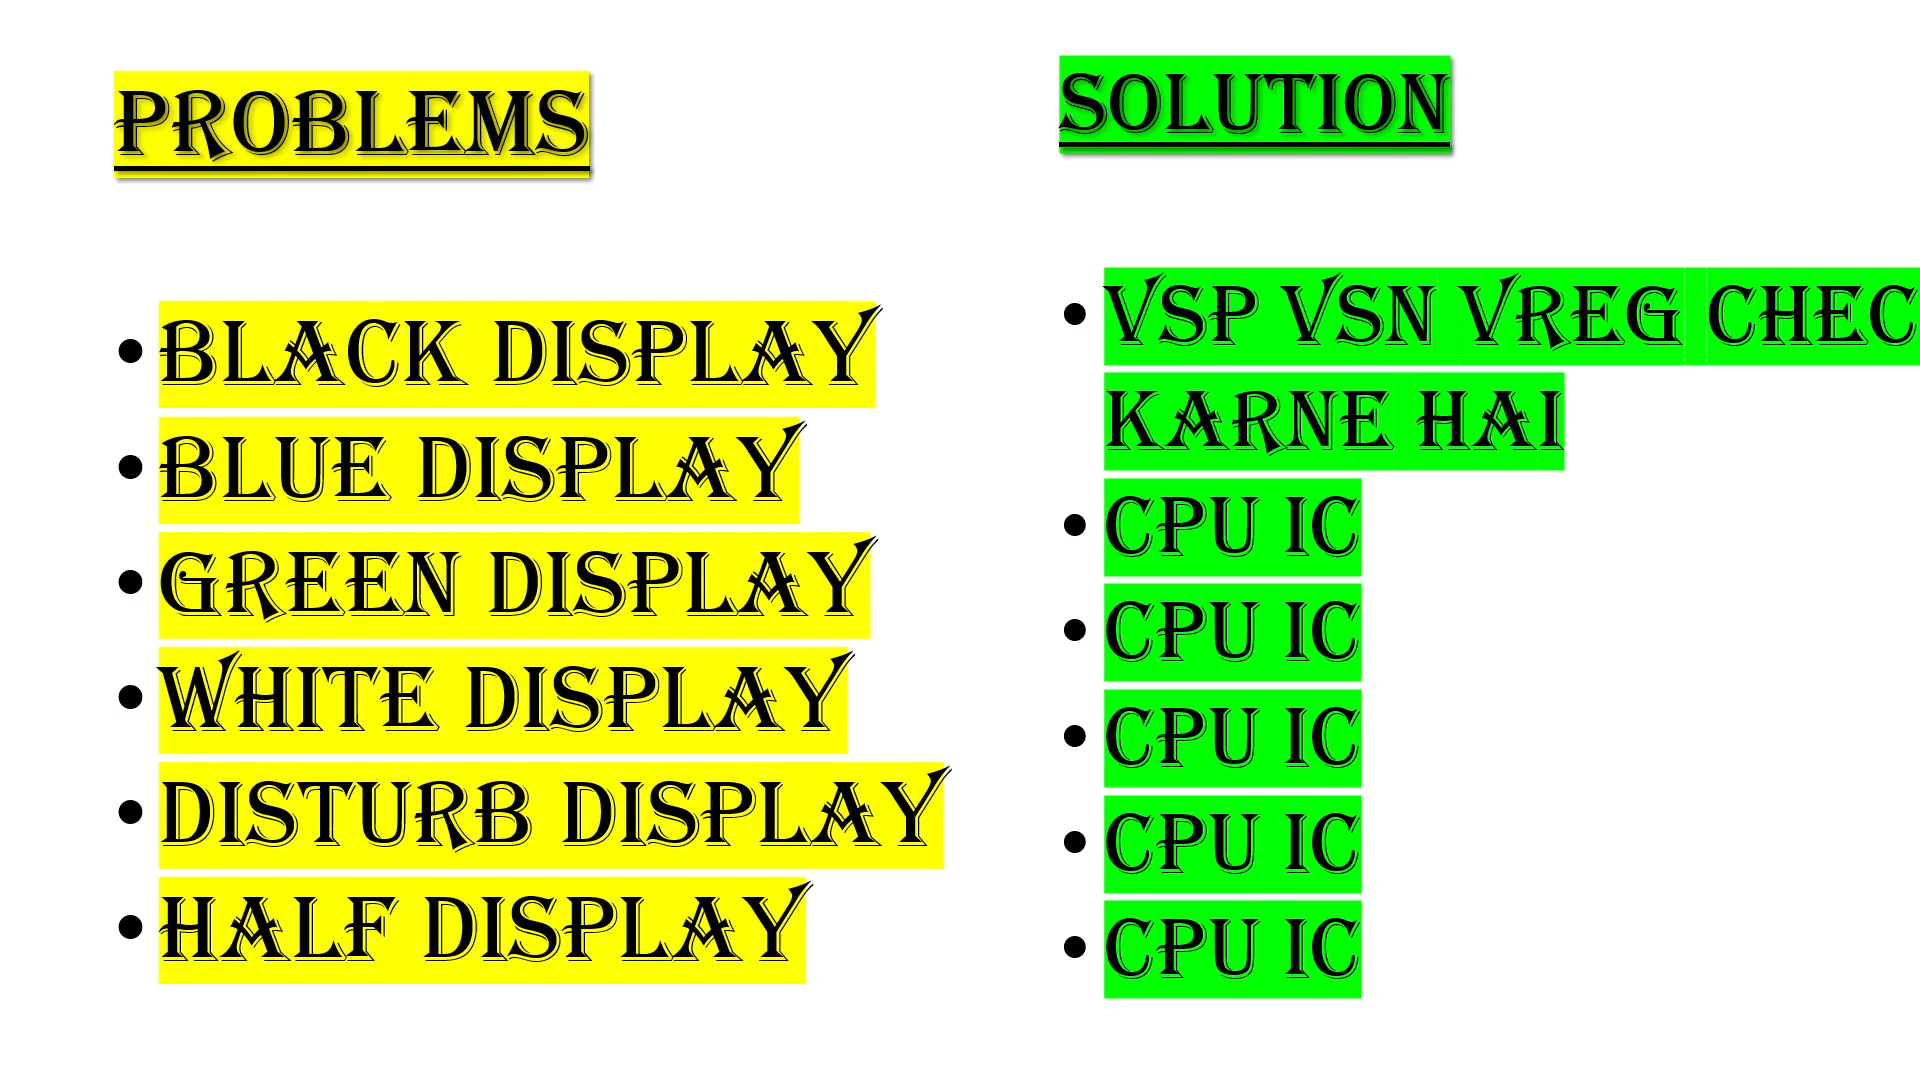 PROBLEMS
BLACK DISPLAY
BLUE DISPLAY
GREEN DISPLAY
WHITE DISPLAY
DISTURB DISPLAY
HALF DISPLAY
SOLUTION
VSP VSN VREG CHEC
KARNE HAI
CPU IC
CPU IC
CPU IC
CPU IC
CPU IC